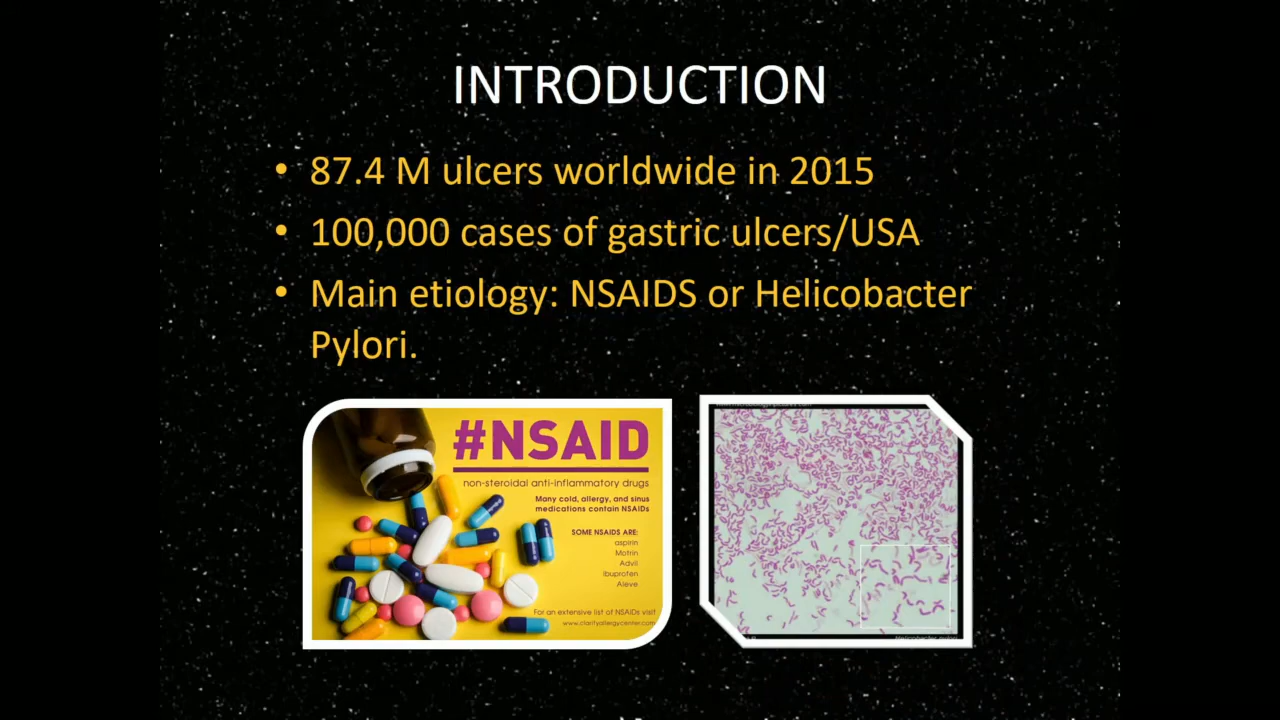 INTRODUCTION
• 87.4 M ulcers worldwide in 2015
• 100,000 cases of gastric ulcers/USA
• Main etiology: NSAIDS or Helicobacter
Pylori.
#NSAID
non-steroidal anti-inflammatory drugs
Many cold, allergy, and sinus
medications contain NSAIDs
SOME NSAIDS ARE:
aspirin
Motrin
Advil
Ibuprofen
Aleve
For an extensive list of NSAIDs visit
www.clarityallergycenter.com
Helicobacter pylori